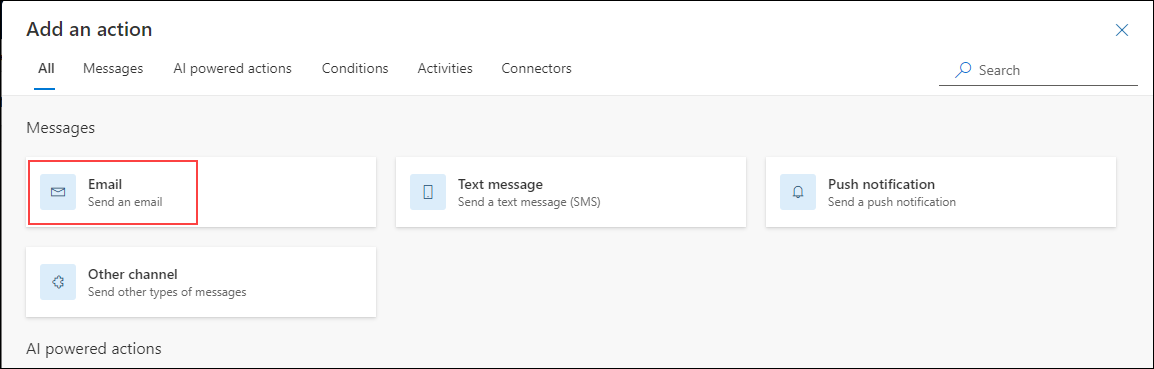 Add an action
All Messages AI powered actions Conditions Activities Connectors Search
Messages
Email Text message Push notification
Send an email Send a text message (SMS) Send a push notification
Other channel
Send other types of messages
AI powered actions